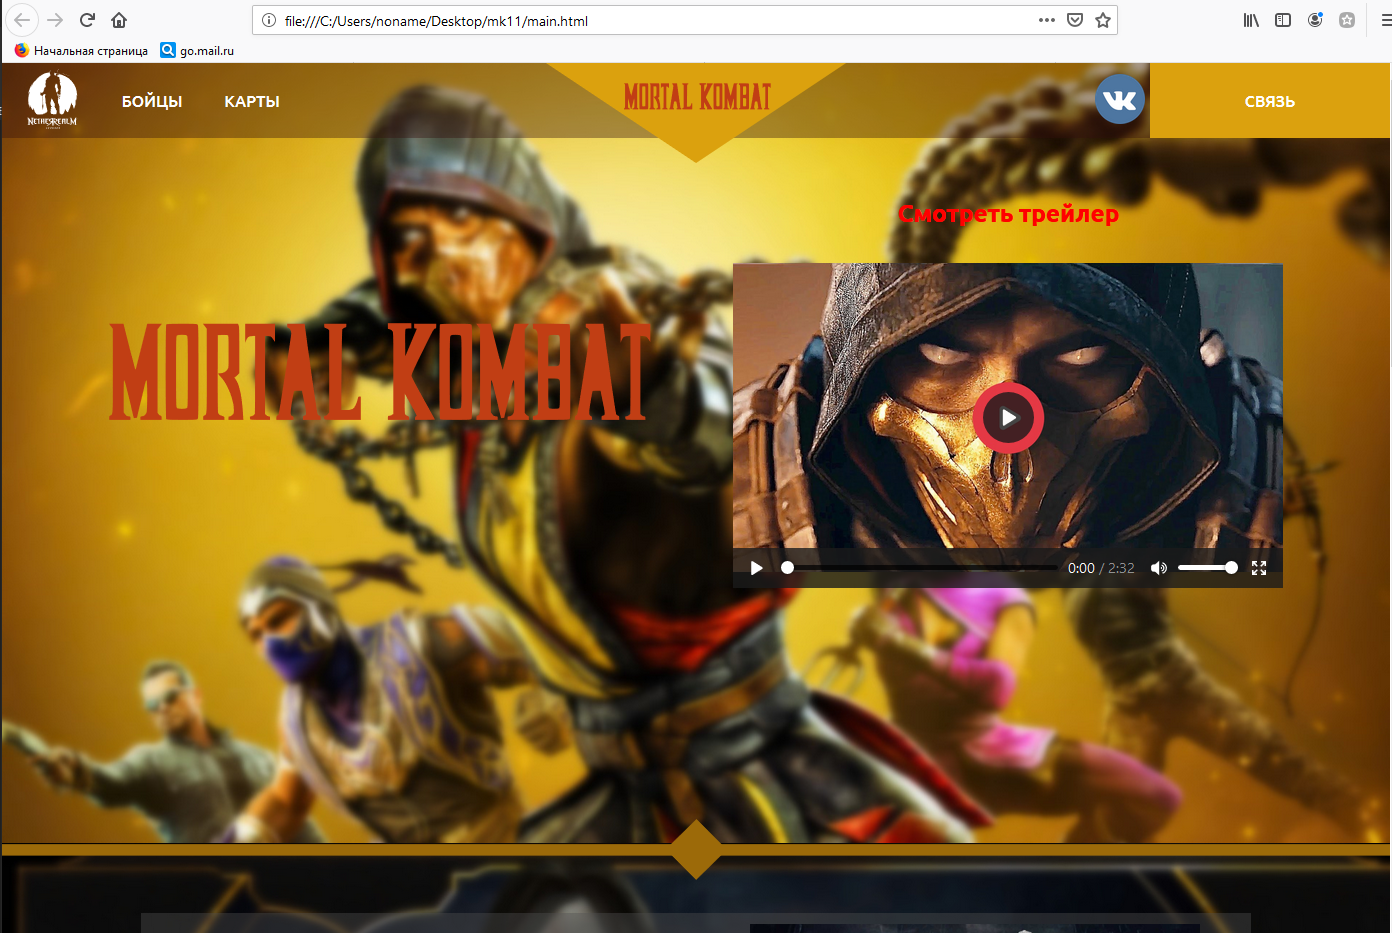 file:///C:/Users/noname/Desktop/mk11/main.html
Начальная страница
go.mail.ru
NETHERREALM
БОЙЦЫ
КАРТЫ
MORTAL KOMBAT
СВЯЗЬ
Смотреть трейлер
MORTAL KOMBAT
0:00 / 2:32